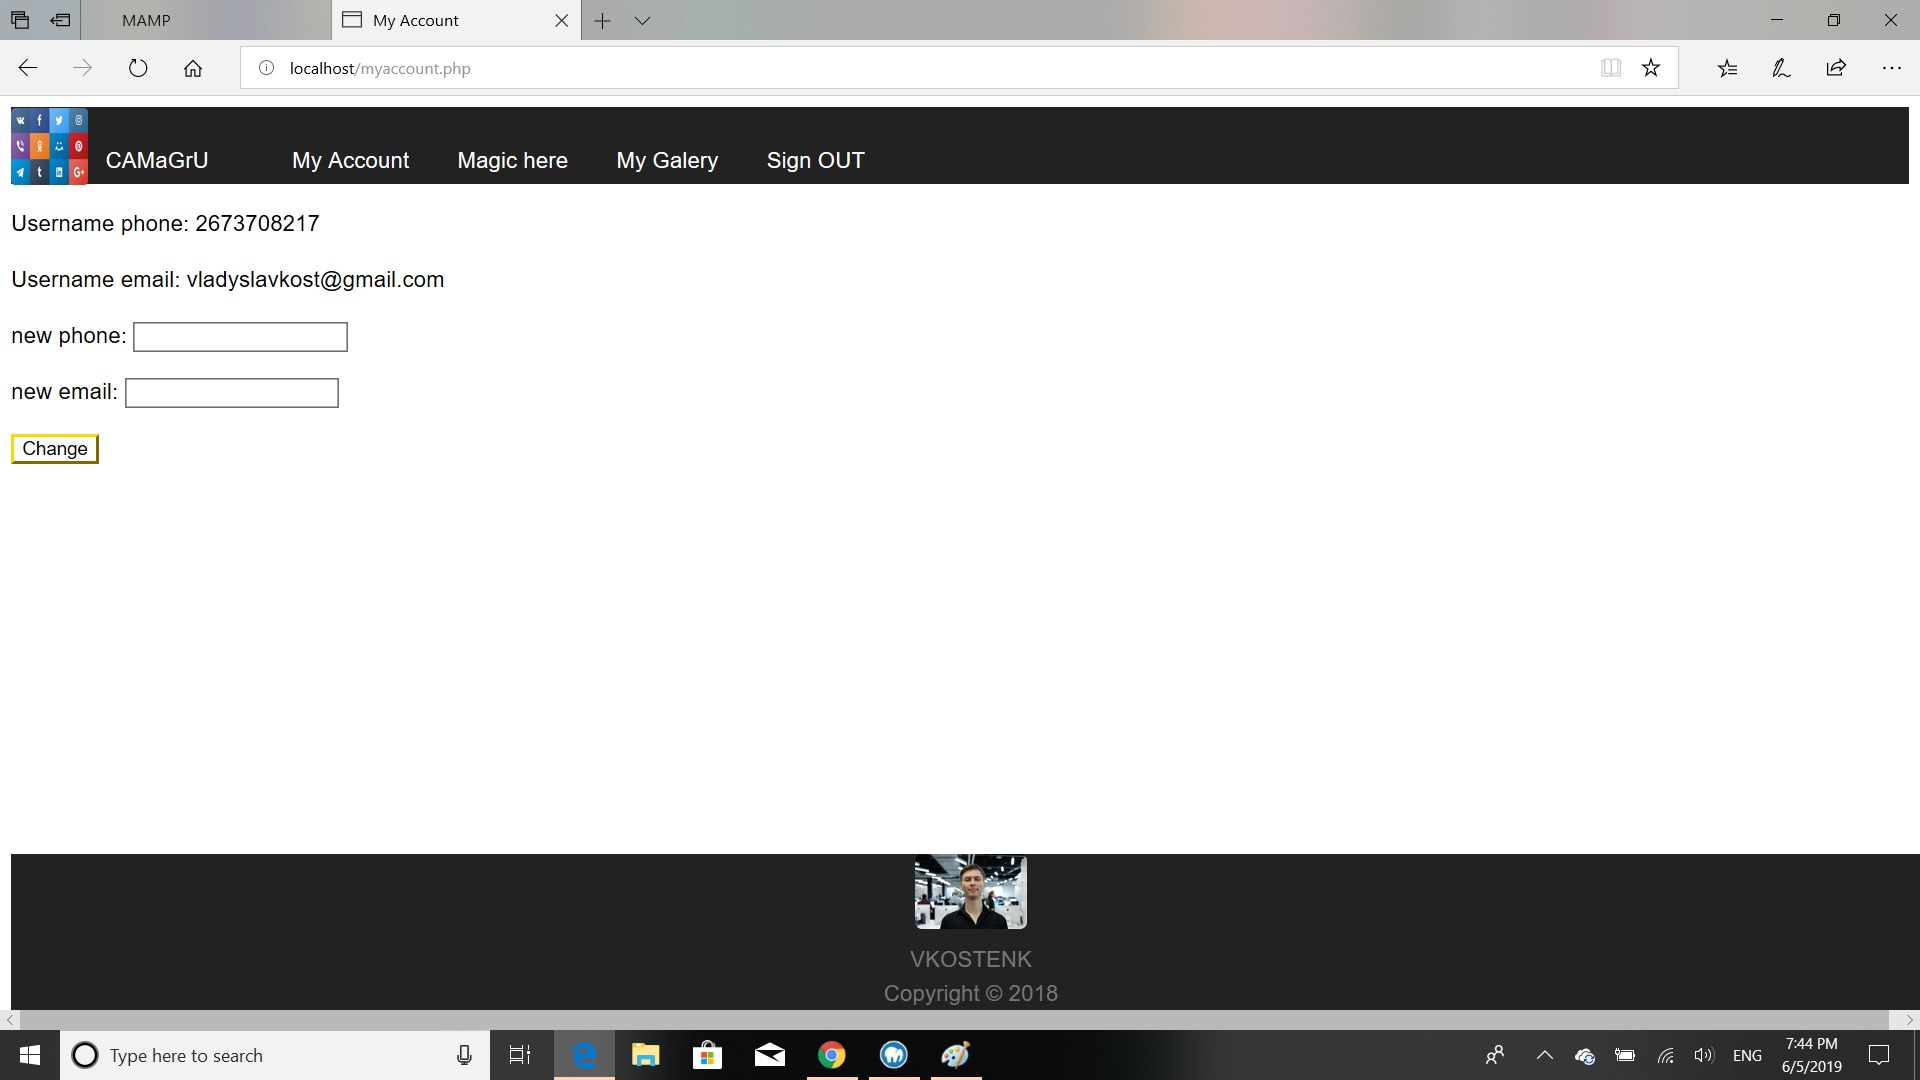 MAMP
My Account
localhost/myaccount.php
CAMaGrU
My Account
Magic here
My Galery
Sign OUT
Username phone: 2673708217
Username email: vladyslavkost@gmail.com
new phone:
new email:
Change
VKOSTENK
Copyright © 2018
Type here to search
ENG
7:44 PM
6/5/2019